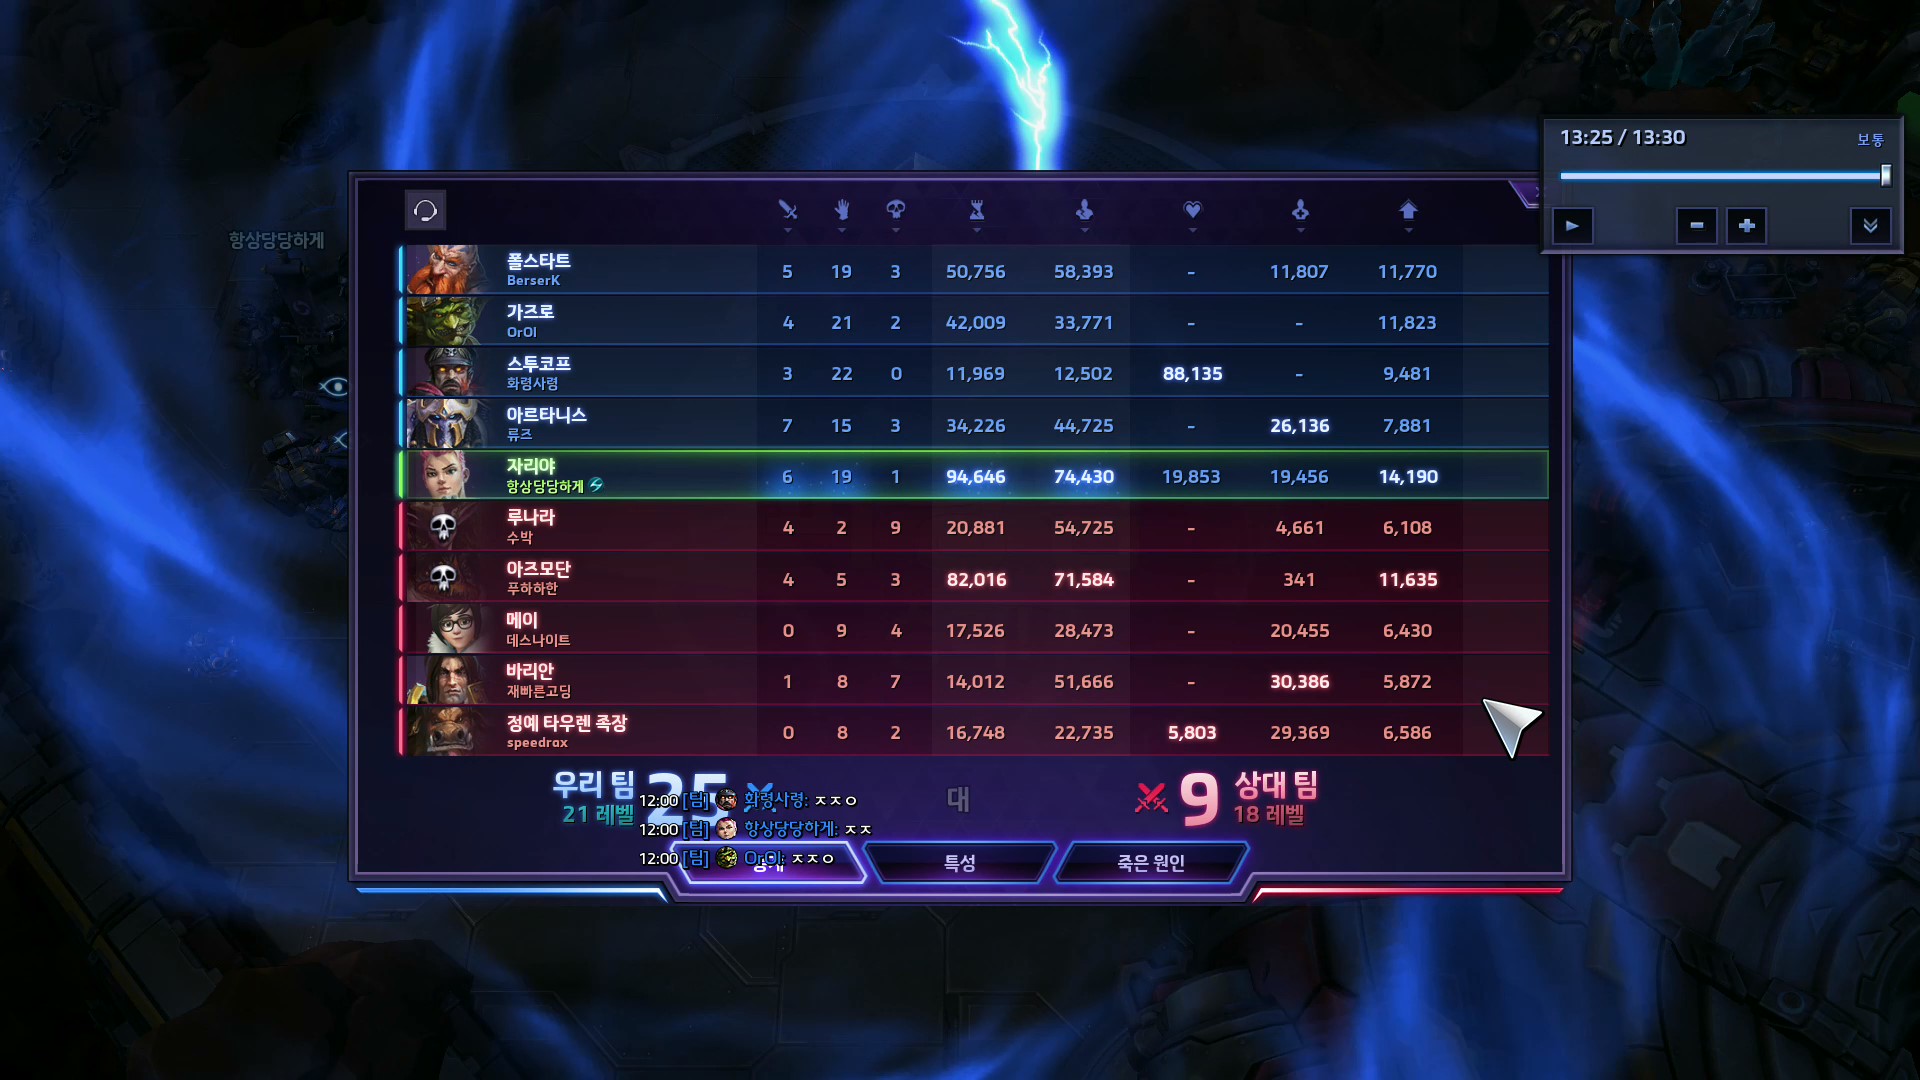 13:25 / 13:30
보통
항상당당하게
폴스타트
BerserK
5 19 3 50,756 58,393 - 11,807 11,770
가즈로
OrOl
4 21 2 42,009 33,771 - - 11,823
스투코프
화령사령
3 22 0 11,969 12,502 88,135 - 9,481
아르타니스
류즈
7 15 3 34,226 44,725 - 26,136 7,881
자리야
항상당당하게
6 19 1 94,646 74,430 19,853 19,456 14,190
루나라
수박
4 2 9 20,881 54,725 - 4,661 6,108
아즈모단
푸하하한
4 5 3 82,016 71,584 - 341 11,635
메이
데스나이트
0 9 4 17,526 28,473 - 20,455 6,430
바리안
재빠른고딩
1 8 7 14,012 51,666 - 30,386 5,872
정예 타우렌 족장
speedrax
0 8 2 16,748 22,735 5,803 29,369 6,586
우리 팀 25 대 9 상대 팀
21 레벨 18 레벨
12:00 [팀] 화령사령: ㅈㅈㅇ
12:00 [팀] 항상당당하게: ㅈㅈ
12:00 [팀] OrOl: ㅈㅈㅇ
특성 죽은 원인